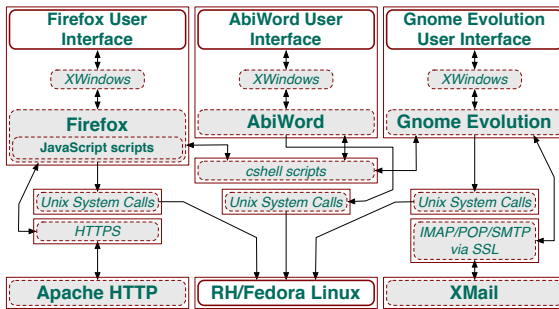 Firefox User
Interface
AbiWord User
Interface
Gnome Evolution
User Interface
XWindows
XWindows
XWindows
Firefox
JavaScript scripts
AbiWord
Gnome Evolution
cshell scripts
Unix System Calls
Unix System Calls
Unix System Calls
HTTPS
IMAP/POP/SMTP
via SSL
Apache HTTP
RH/Fedora Linux
XMail